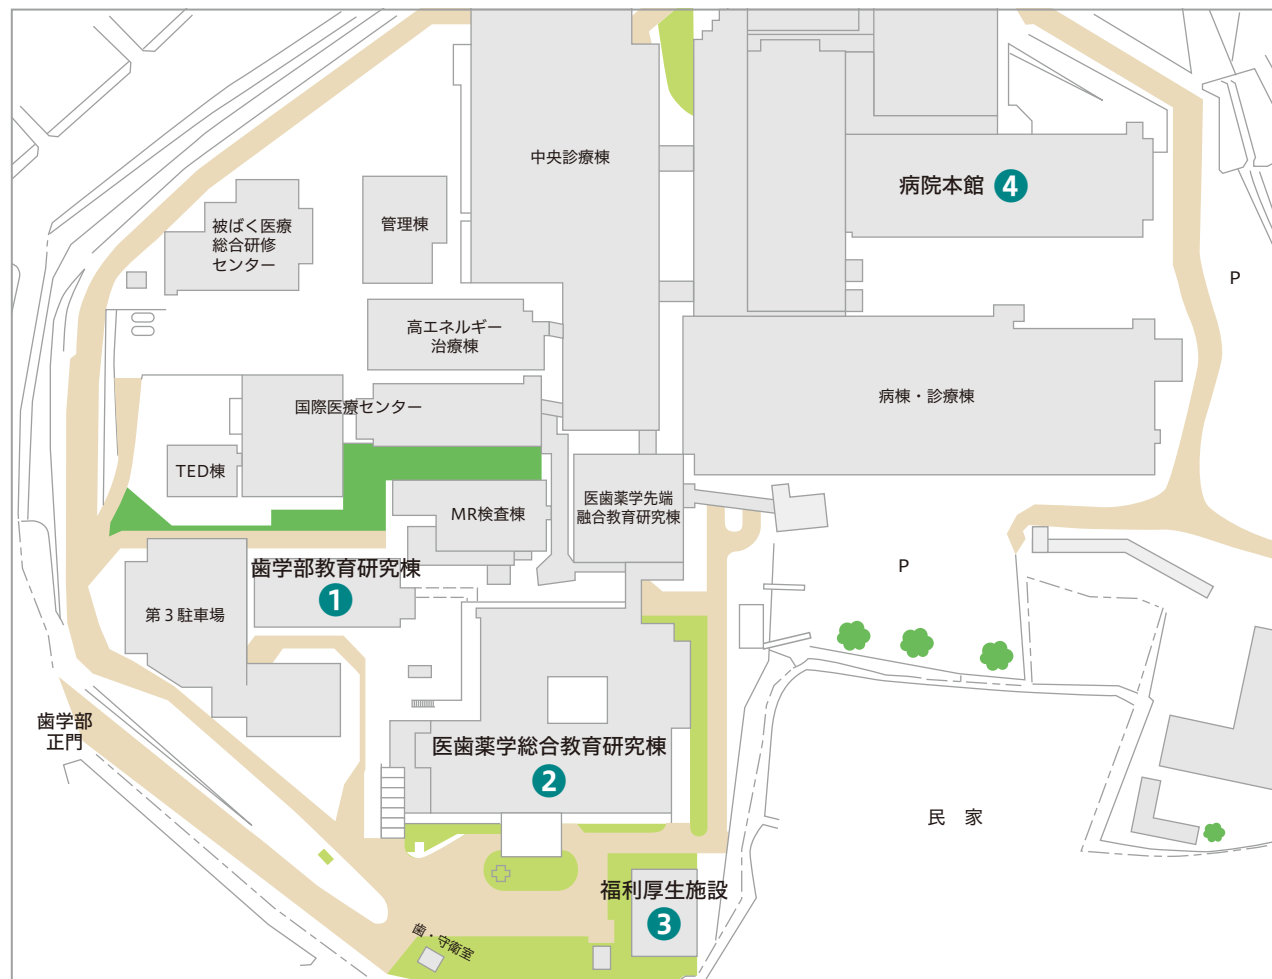 中央診療棟
病院本館 4
被ばく医療
総合研修
センター
管理棟
P
高エネルギー
治療棟
国際医療センター
病棟・診療棟
TED棟
MR検査棟
医歯薬学先端
融合教育研究棟
歯学部教育研究棟
1
P
第3駐車場
歯学部
正門
医歯薬学総合教育研究棟
2
民 家
福利厚生施設
3
歯・守衛室